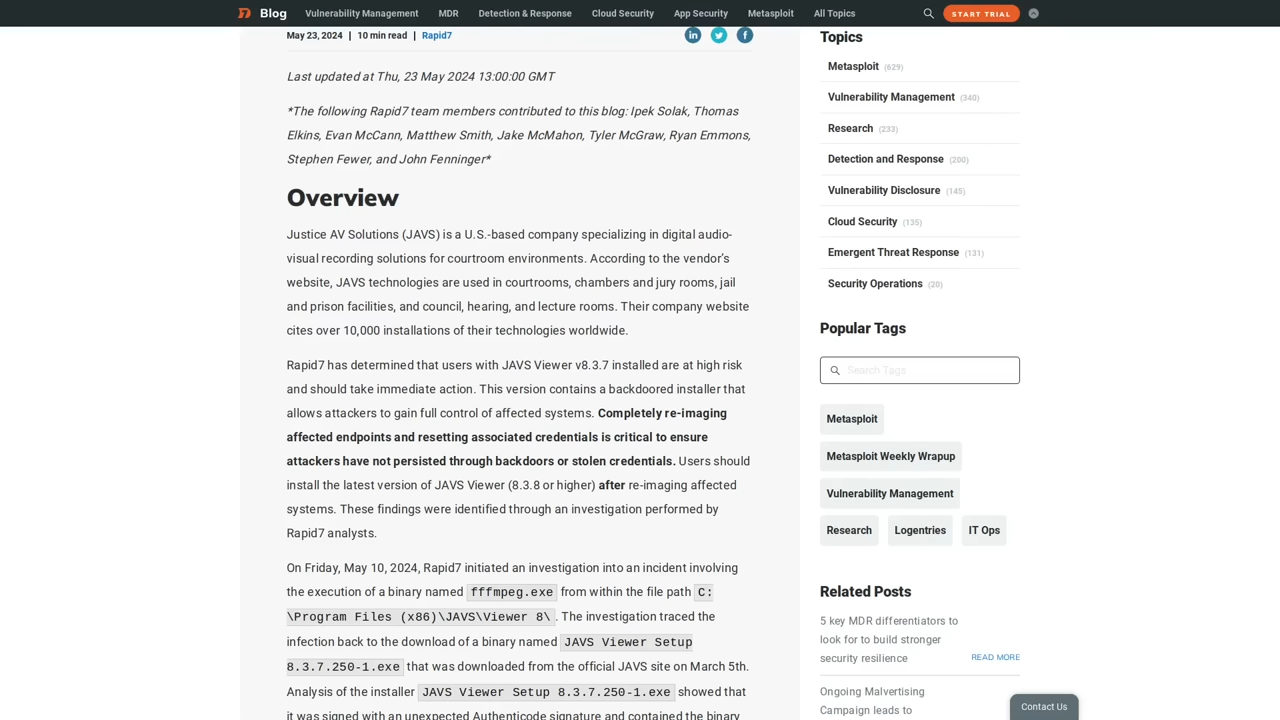 Blog
Vulnerability Management
MDR
Detection & Response
Cloud Security
App Security
Metasploit
All Topics
START TRIAL
May 23, 2024 | 10 min read | Rapid7
Last updated at Thu, 23 May 2024 13:00:00 GMT
*The following Rapid7 team members contributed to this blog: Ipek Solak, Thomas
Elkins, Evan McCann, Matthew Smith, Jake McMahon, Tyler McGraw, Ryan Emmons,
Stephen Fewer, and John Fenninger*
Overview
Justice AV Solutions (JAVS) is a U.S.-based company specializing in digital audio-
visual recording solutions for courtroom environments. According to the vendor’s
website, JAVS technologies are used in courtrooms, chambers and jury rooms, jail
and prison facilities, and council, hearing, and lecture rooms. Their company website
cites over 10,000 installations of their technologies worldwide.
Rapid7 has determined that users with JAVS Viewer v8.3.7 installed are at high risk
and should take immediate action. This version contains a backdoored installer that
allows attackers to gain full control of affected systems. Completely re-imaging
affected endpoints and resetting associated credentials is critical to ensure
attackers have not persisted through backdoors or stolen credentials. Users should
install the latest version of JAVS Viewer (8.3.8 or higher) after re-imaging affected
systems. These findings were identified through an investigation performed by
Rapid7 analysts.
On Friday, May 10, 2024, Rapid7 initiated an investigation into an incident involving
the execution of a binary named fffmpeg.exe from within the file path C:
\Program Files (x86)\JAVS\Viewer 8\ . The investigation traced the
infection back to the download of a binary named JAVS Viewer Setup
8.3.7.250-1.exe that was downloaded from the official JAVS site on March 5th.
Analysis of the installer JAVS Viewer Setup 8.3.7.250-1.exe showed that
it was signed with an unexpected Authenticode signature and contained the binary
Topics
Metasploit (629)
Vulnerability Management (340)
Research (233)
Detection and Response (200)
Vulnerability Disclosure (145)
Cloud Security (135)
Emergent Threat Response (131)
Security Operations (20)
Popular Tags
Search Tags
Metasploit
Metasploit Weekly Wrapup
Vulnerability Management
Research
Logentries
IT Ops
Related Posts
5 key MDR differentiators to
look for to build stronger
security resilience
READ MORE
Ongoing Malvertising
Campaign leads to
Contact Us